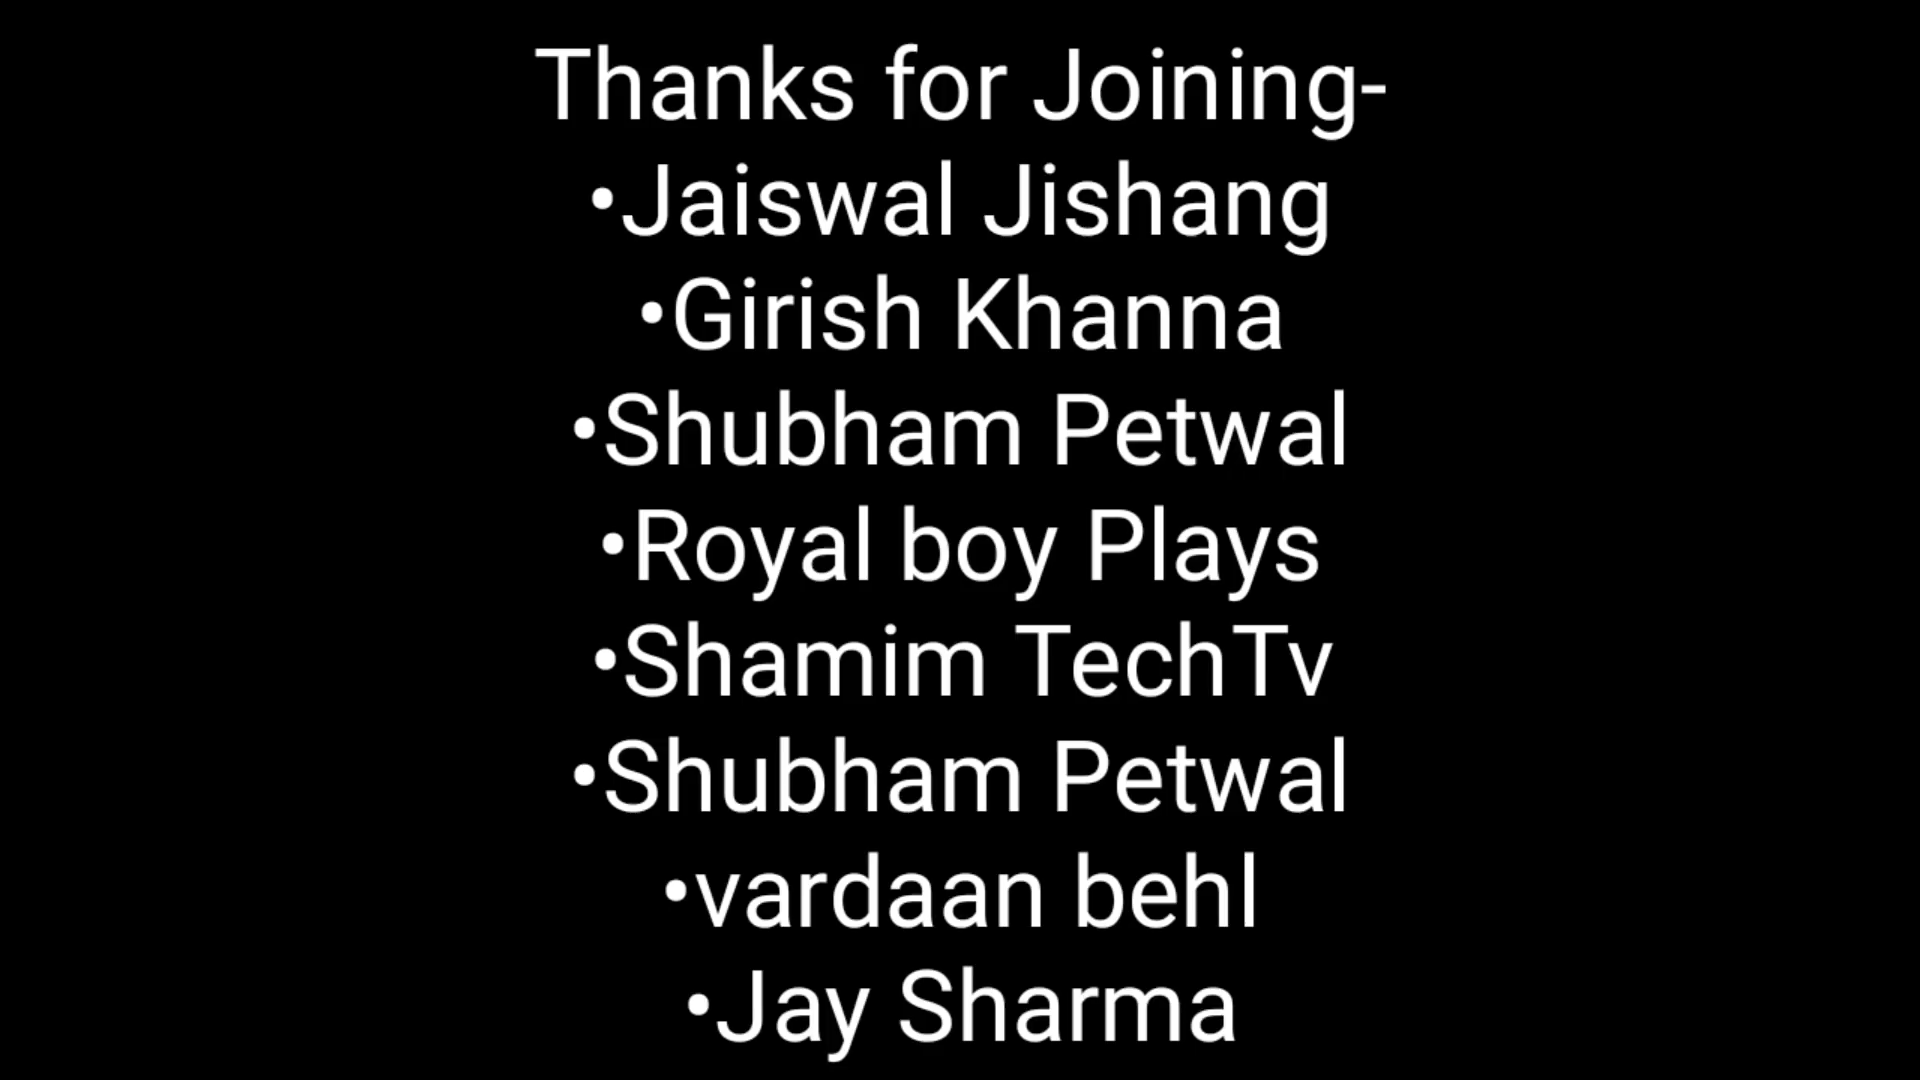 Thanks for Joining-
•Jaiswal Jishang
•Girish Khanna
•Shubham Petwal
•Royal boy Plays
•Shamim TechTv
•Shubham Petwal
•vardaan behl
•Jay Sharma